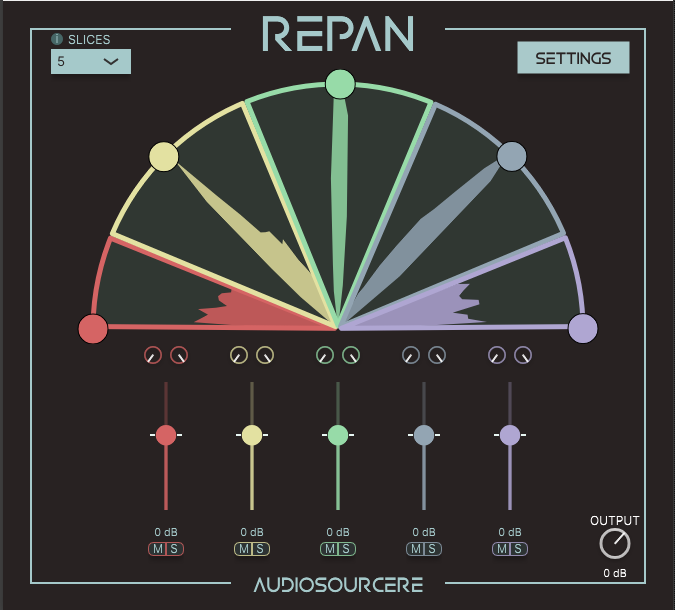 REPAN
i SLICES
5
SETTINGS
0 dB 0 dB 0 dB 0 dB 0 dB
M S M S M S M S M S
OUTPUT
0 dB
AUDIOSOURCERE